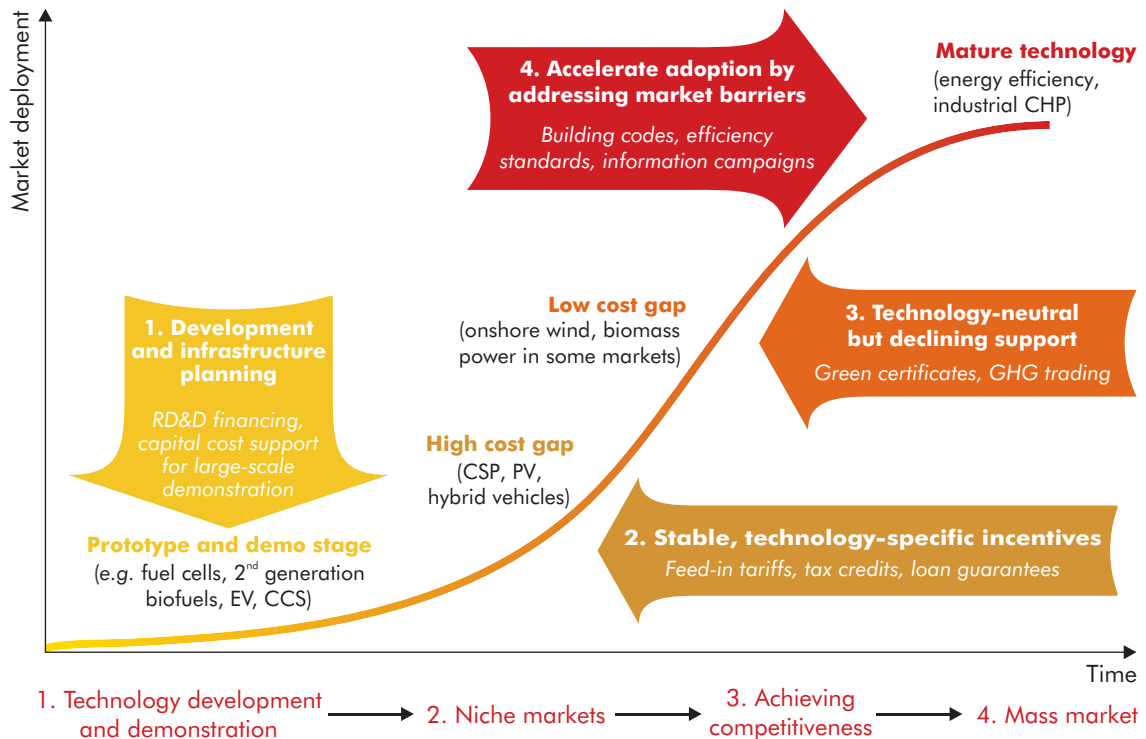 Market deployment
4. Accelerate adoption by
addressing market barriers
Building codes, efficiency
standards, information campaigns
Mature technology
(energy efficiency,
industrial CHP)
1. Development
and infrastructure
planning
RD&D financing,
capital cost support
for large-scale
demonstration
Low cost gap
(onshore wind, biomass
power in some markets)
3. Technology-neutral
but declining support
Green certificates, GHG trading
High cost gap
(CSP, PV,
hybrid vehicles)
2. Stable, technology-specific incentives
Feed-in tariffs, tax credits, loan guarantees
Prototype and demo stage
(e.g. fuel cells, 2nd generation
biofuels, EV, CCS)
Time
1. Technology development
and demonstration
2. Niche markets
3. Achieving
competitiveness
4. Mass market